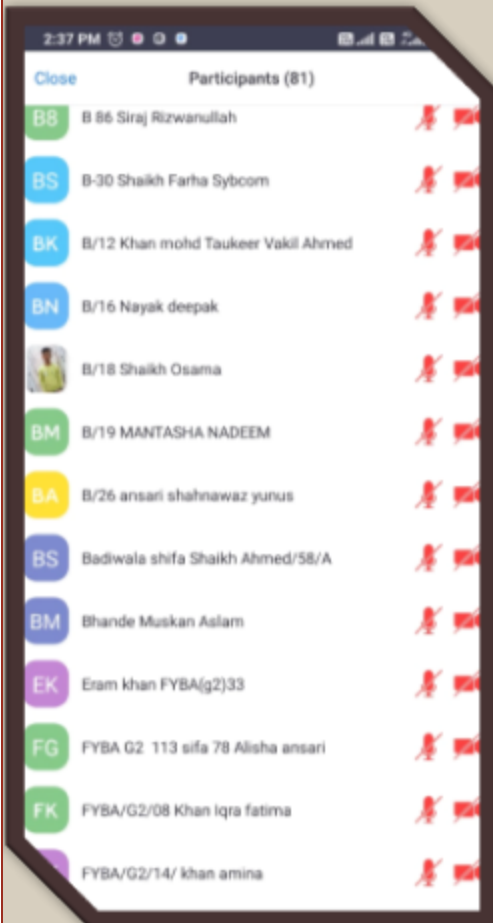 2:37 PM
Close Participants (81)
B8 B 86 Siraj Rizwanullah
BS B-30 Shaikh Farha Sybcom
BK B/12 Khan mohd Taukeer Vakil Ahmed
BN B/16 Nayak deepak
B/18 Shaikh Osama
BM B/19 MANTASHA NADEEM
BA B/26 ansari shahnawaz yunus
BS Badiwala shifa Shaikh Ahmed/58/A
BM Bhande Muskan Aslam
EK Eram khan FYBA(g2)33
FG FYBA G2 113 sifa 78 Alisha ansari
FK FYBA/G2/08 Khan Iqra fatima
FYBA/G2/14/ khan amina